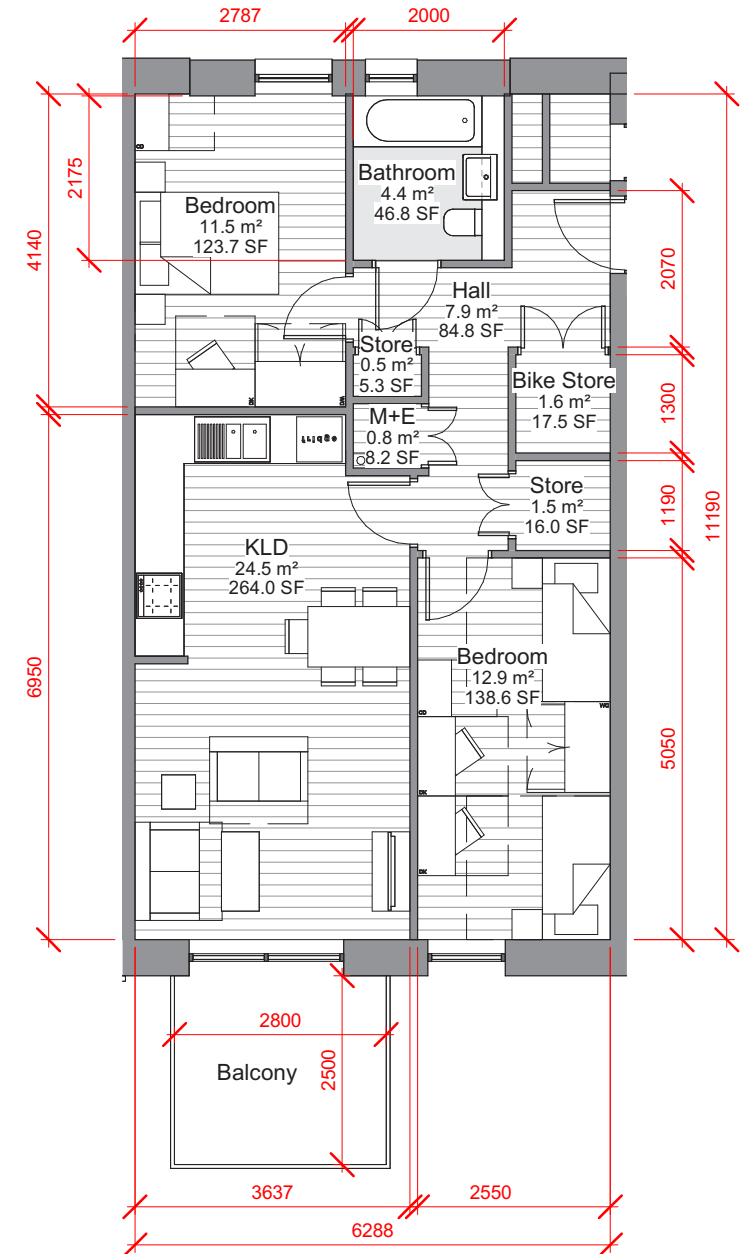 2787
2000
2175
4140
Bedroom
11.5 m²
123.7 SF
Bathroom
4.4 m²
46.8 SF
Hall
7.9 m²
84.8 SF
2070
Store
0.5 m²
5.3 SF
Bike Store
1.6 m²
17.5 SF
1300
M+E
0.8 m²
8.2 SF
Store
1.5 m²
16.0 SF
1190
11190
KLD
24.5 m²
264.0 SF
6950
Bedroom
12.9 m²
138.6 SF
5050
CD
WD
DK
DK
2800
2500
Balcony
3637
2550
6288